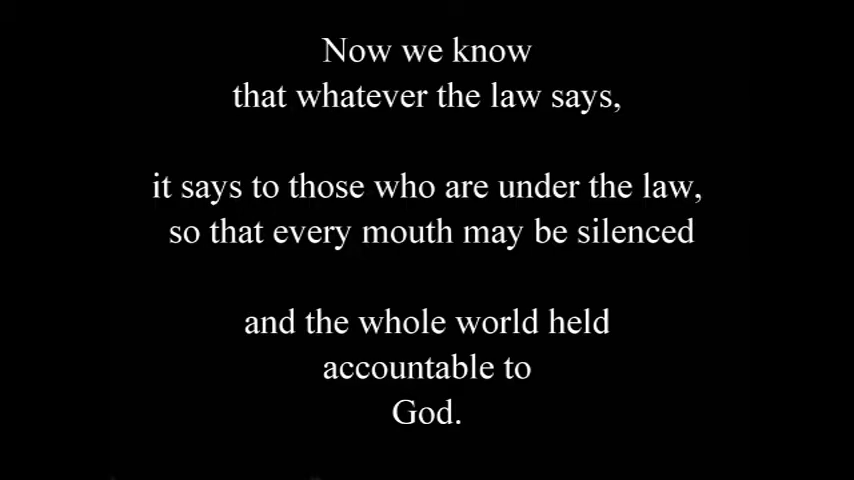 Now we know
that whatever the law says,
it says to those who are under the law,
so that every mouth may be silenced
and the whole world held
accountable to
God.